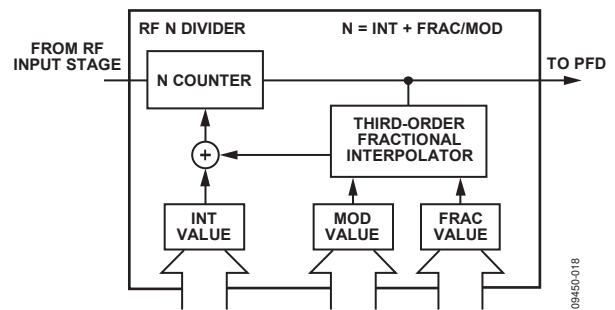 RF N DIVIDER
N = INT + FRAC/MOD
FROM RF
INPUT STAGE
TO PFD
N COUNTER
THIRD-ORDER
FRACTIONAL
INTERPOLATOR
+
INT
VALUE
MOD
VALUE
FRAC
VALUE
09450-018